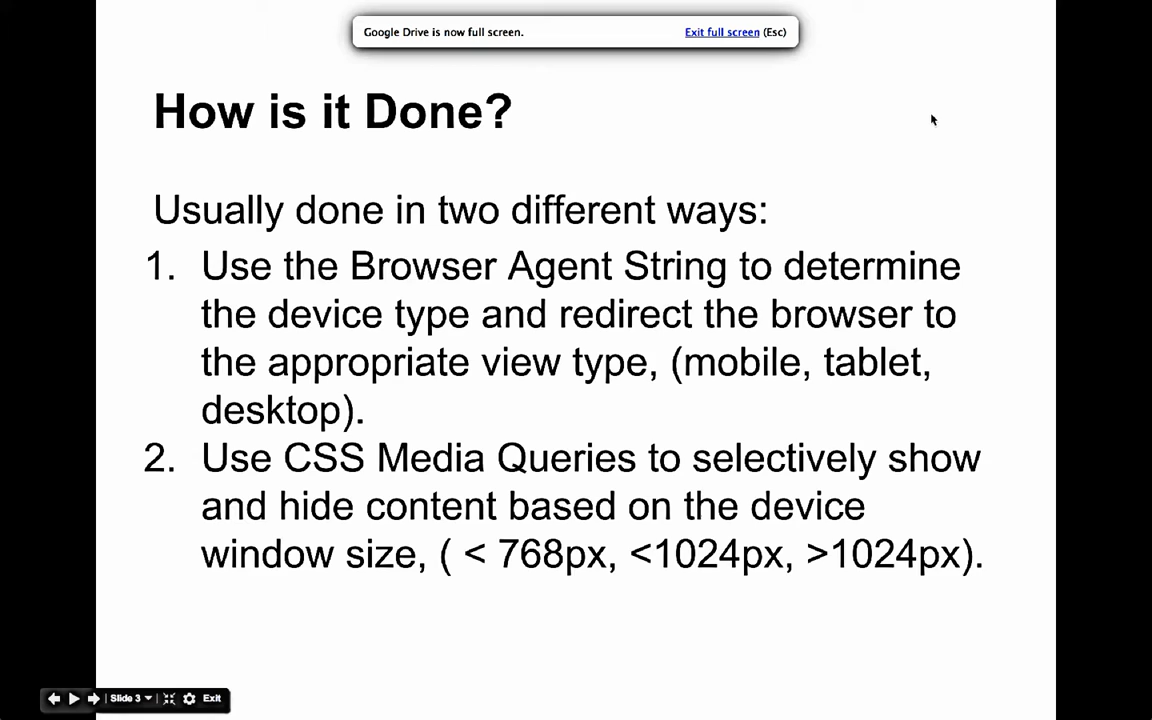 Google Drive is now full screen. Exit full screen (Esc)
How is it Done?
Usually done in two different ways:
1. Use the Browser Agent String to determine
the device type and redirect the browser to
the appropriate view type, (mobile, tablet,
desktop).
2. Use CSS Media Queries to selectively show
and hide content based on the device
window size, ( < 768px, <1024px, >1024px).
Slide 3 Exit